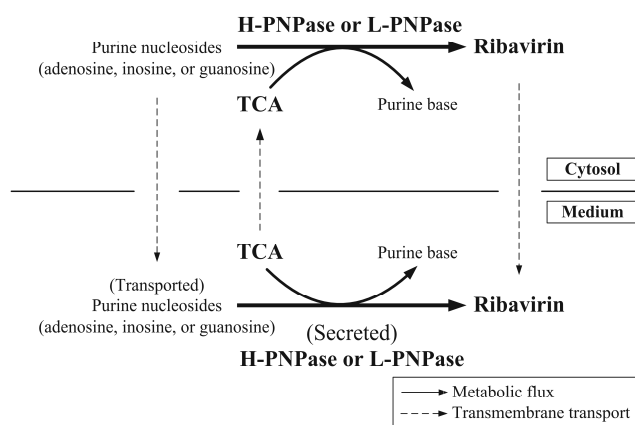 H-PNPase or L-PNPase
Purine nucleosides
(adenosine, inosine, or guanosine)
Ribavirin
TCA
Purine base
Cytosol
Medium
TCA
Purine base
(Transported)
Purine nucleosides
(adenosine, inosine, or guanosine)
Ribavirin
(Secreted)
H-PNPase or L-PNPase
Metabolic flux
Transmembrane transport